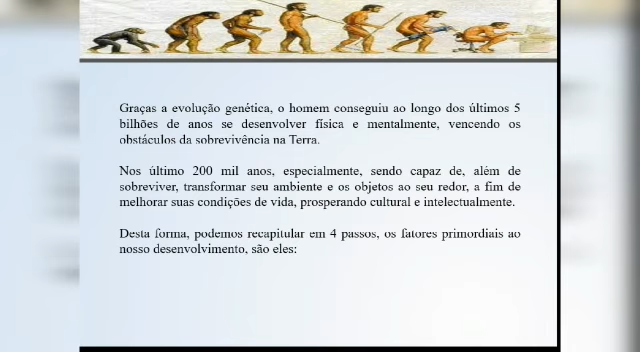 Graças a evolução genética, o homem conseguiu ao longo dos últimos 5
bilhões de anos se desenvolver física e mentalmente, vencendo os
obstáculos da sobrevivência na Terra.
Nos último 200 mil anos, especialmente, sendo capaz de, além de
sobreviver, transformar seu ambiente e os objetos ao seu redor, a fim de
melhorar suas condições de vida, prosperando cultural e intelectualmente.
Desta forma, podemos recapitular em 4 passos, os fatores primordiais ao
nosso desenvolvimento, são eles: